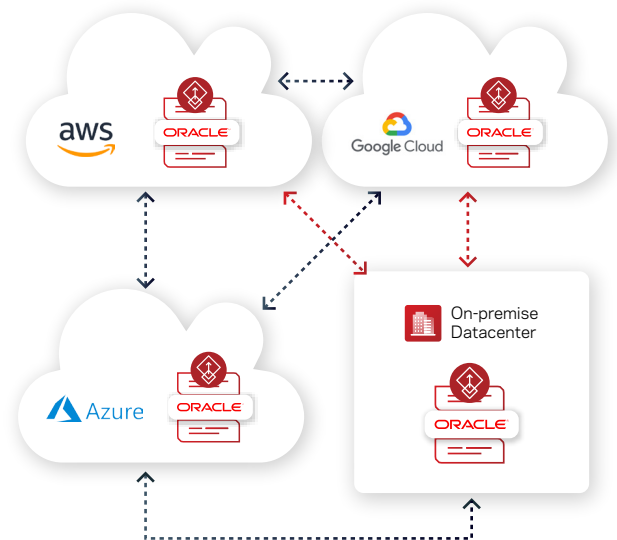 aws
ORACLE
Google Cloud
ORACLE
Azure
ORACLE
On-premise
Datacenter
ORACLE